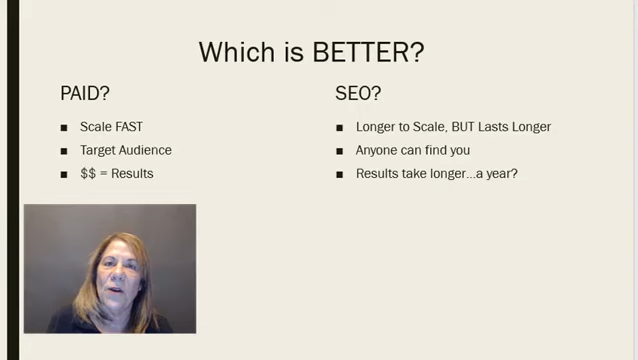 Which is BETTER?
PAID?
■ Scale FAST
■ Target Audience
■ $$ = Results
SEO?
■ Longer to Scale, BUT Lasts Longer
■ Anyone can find you
■ Results take longer...a year?